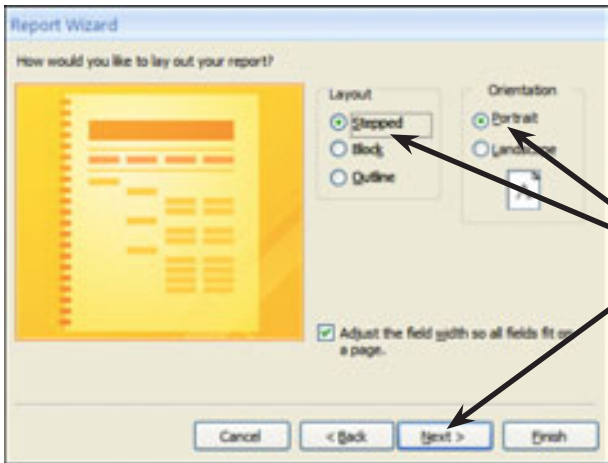 Report Wizard
How would you like to lay out your report?
Layout
Stepped
Block
Outline
Orientation
Portrait
Landscape
A
Adjust the field width so all fields fit on
a page.
Cancel
< Back
Next >
Finish